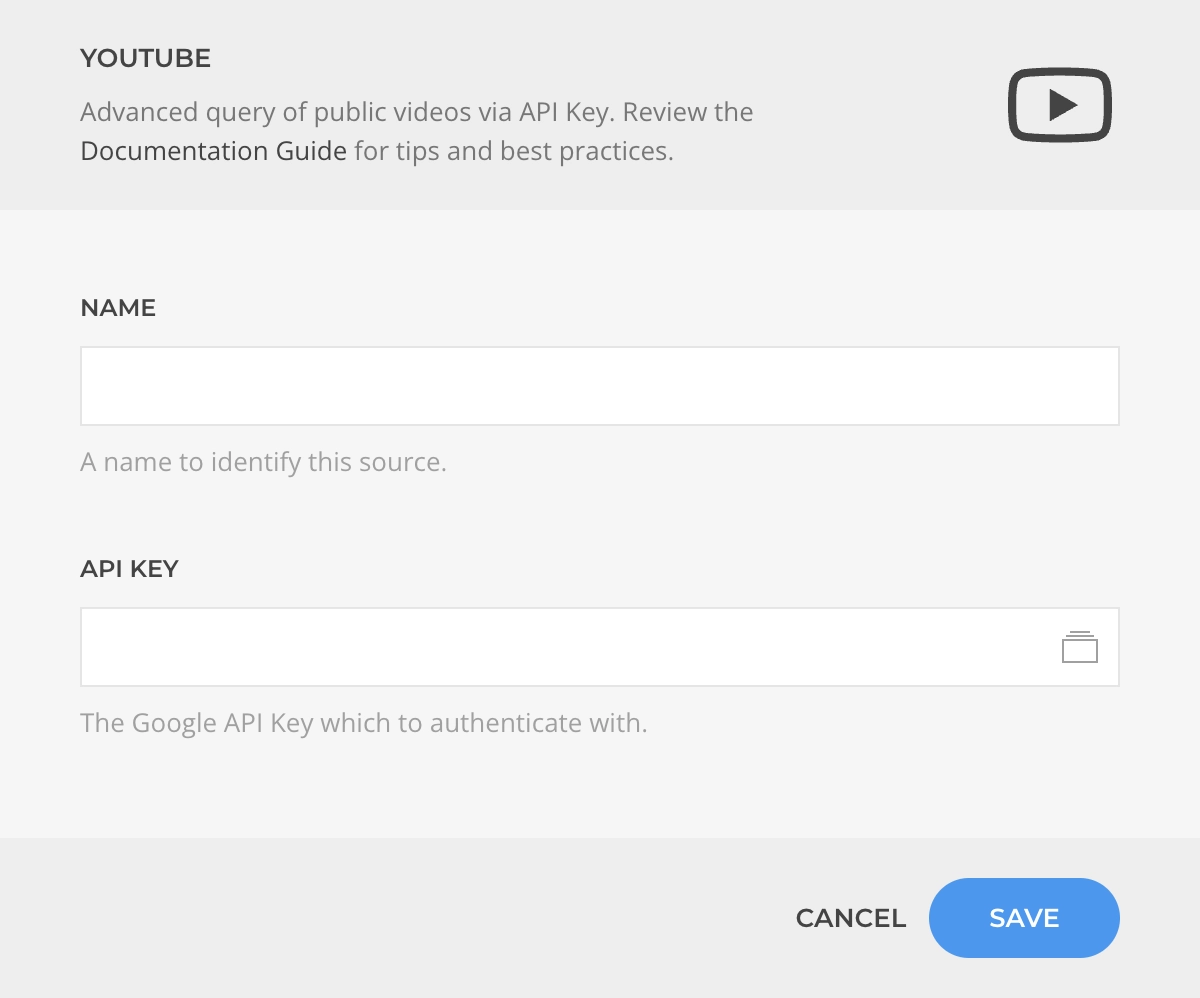 YOUTUBE
Advanced query of public videos via API Key. Review the
Documentation Guide for tips and best practices.
NAME
A name to identify this source.
API KEY
The Google API Key which to authenticate with.
CANCEL SAVE